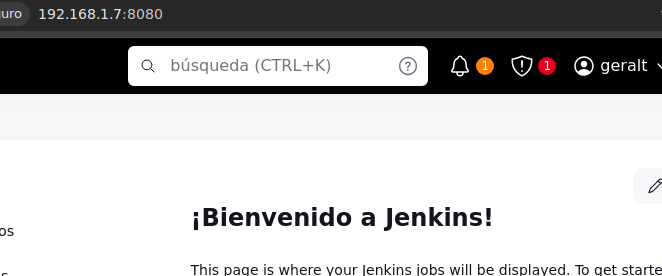 uro 192.168.1.7:8080
búsqueda (CTRL+K) 1 1 geralt
¡Bienvenido a Jenkins!
os
This page is where your Jenkins jobs will be displayed. To get starte
s